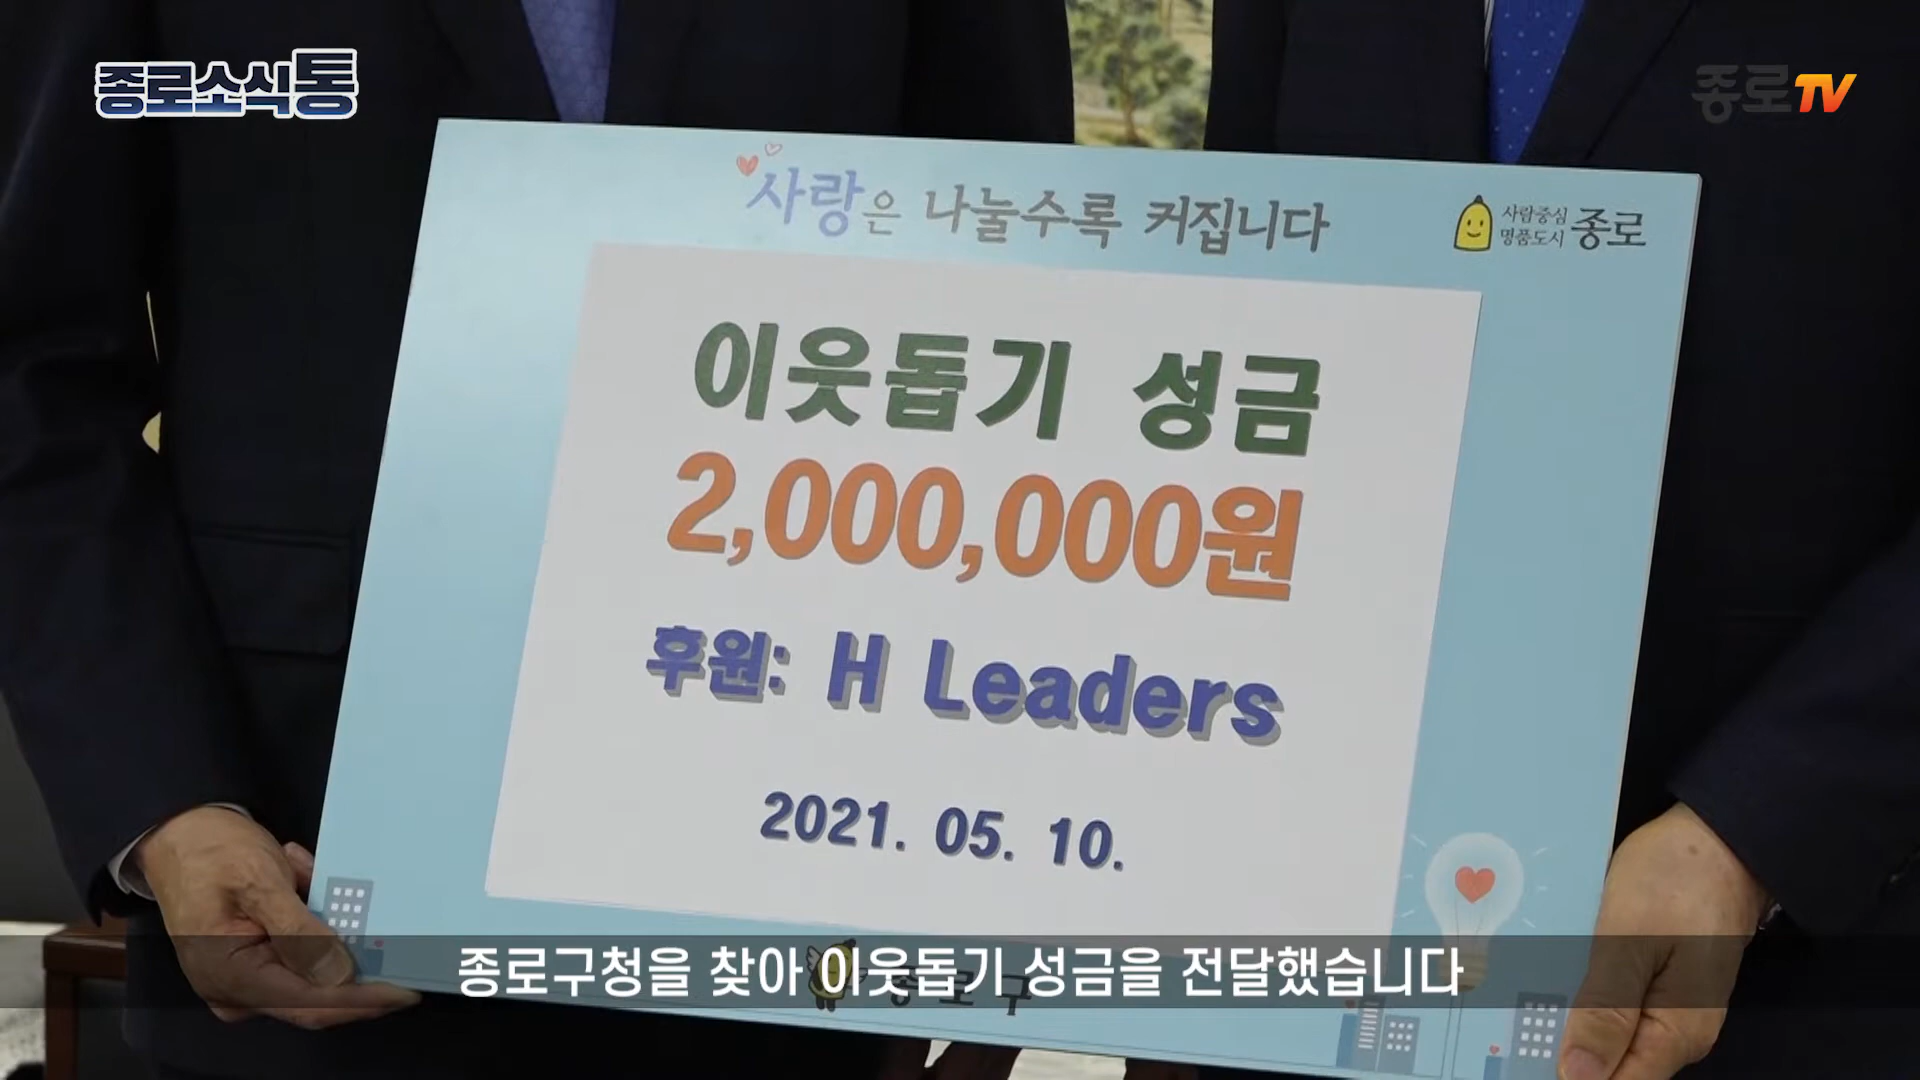 종로소식통
종로TV
사랑은 나눌수록 커집니다
사람중심
명품도시
종로
이웃돕기 성금
2,000,000원
후원: H Leaders
2021. 05. 10.
종로구청을 찾아 이웃돕기 성금을 전달했습니다
종로구